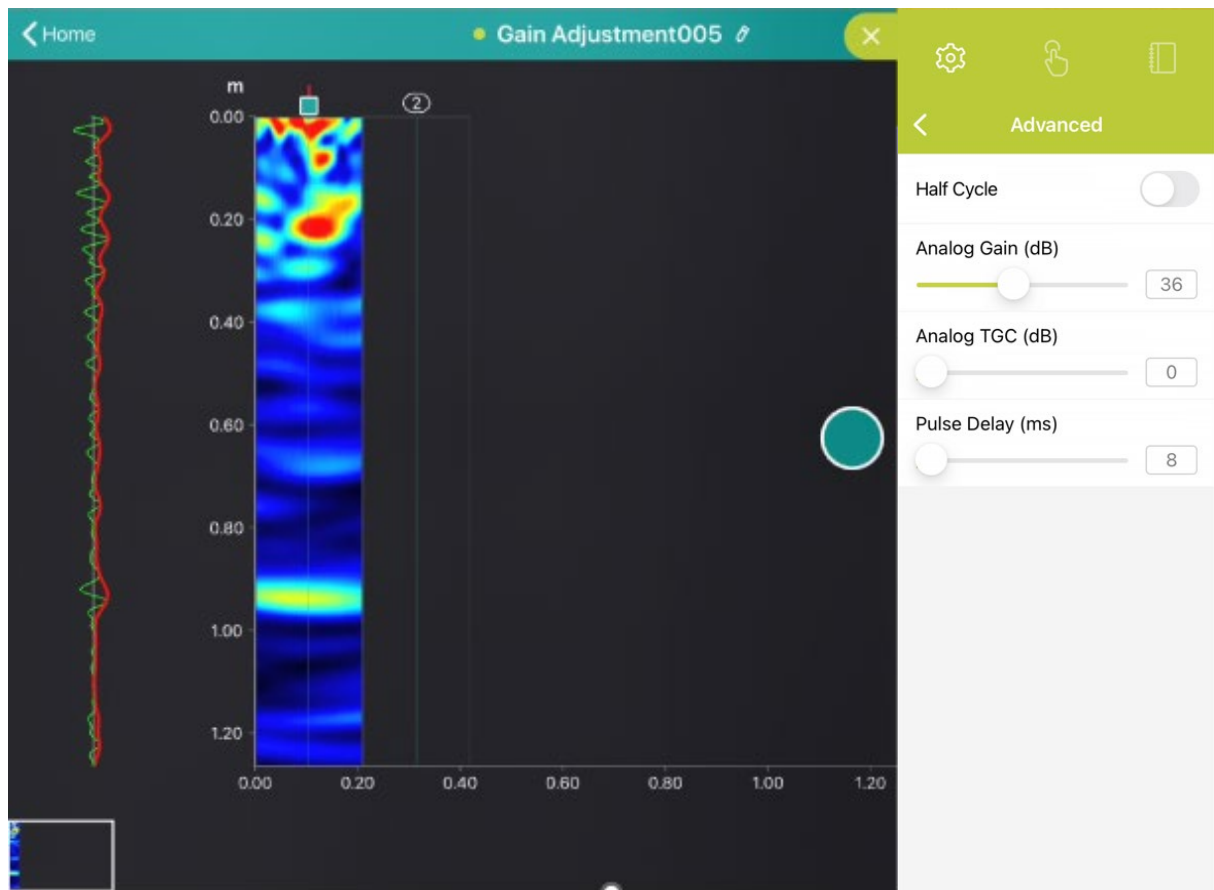 Home
Gain Adjustment005
m
2
0.00
0.20
0.40
0.60
0.80
1.00
1.20
0.00 0.20 0.40 0.60 0.80 1.00 1.20
Advanced
Half Cycle
Analog Gain (dB)
36
Analog TGC (dB)
0
Pulse Delay (ms)
8